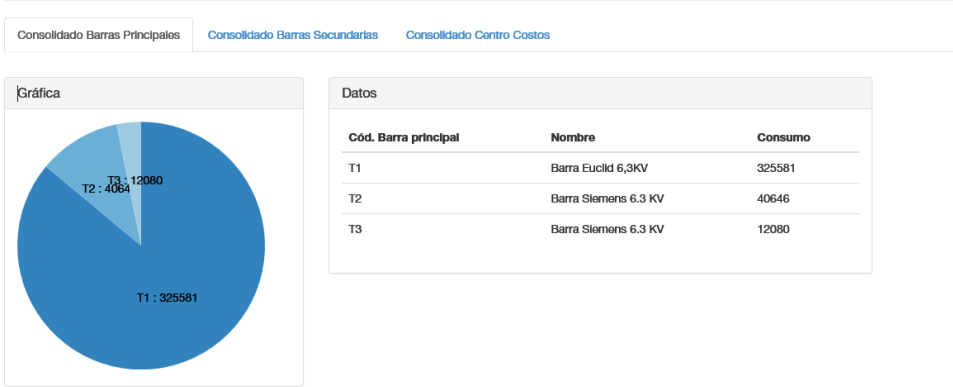 Consolidado Barras Principales Consolidado Barras Secundarias Consolidado Centro Costos
Gráfica
T3 : 12080
T2 : 4064
T1 : 325581
Datos
Cód. Barra principal Nombre Consumo
T1 Barra Euclid 6,3KV 325581
T2 Barra Siemens 6.3 KV 40646
T3 Barra Siemens 6.3 KV 12080